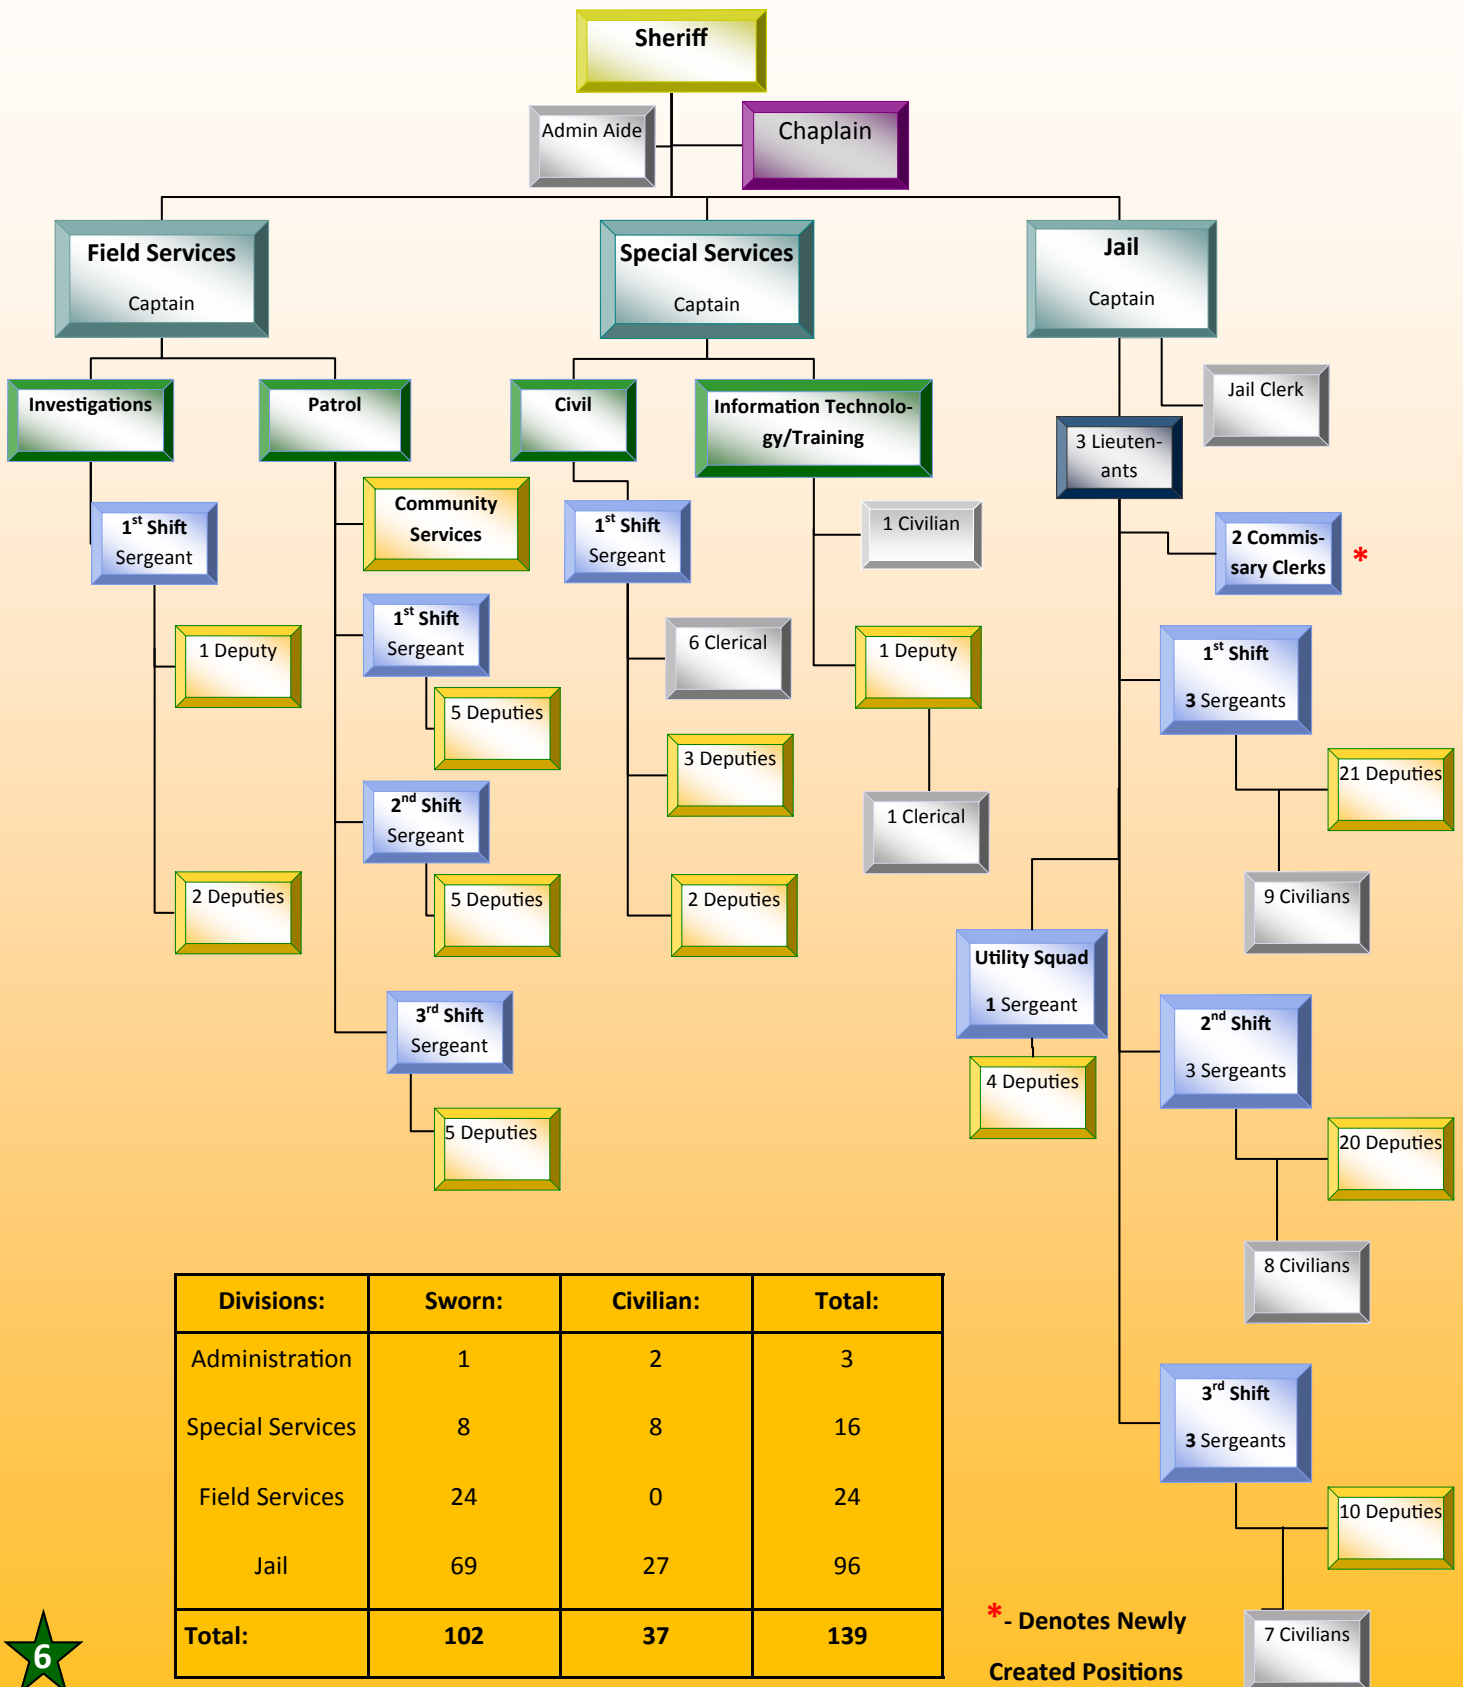 Sheriff
Admin Aide
Chaplain
Field Services
Captain
Special Services
Captain
Jail
Captain
Investigations
Patrol
Civil
Information Technolo-
gy/Training
Jail Clerk
3 Lieuten-
ants
1st Shift
Sergeant
Community
Services
1st Shift
Sergeant
1 Civilian
2 Commis-
sary Clerks
*
1 Deputy
1st Shift
Sergeant
6 Clerical
1 Deputy
1st Shift
3 Sergeants
5 Deputies
3 Deputies
21 Deputies
2nd Shift
Sergeant
1 Clerical
2 Deputies
5 Deputies
2 Deputies
9 Civilians
Utility Squad
1 Sergeant
3rd Shift
Sergeant
2nd Shift
3 Sergeants
4 Deputies
5 Deputies
20 Deputies
8 Civilians
Divisions: Sworn: Civilian: Total:
Administration 1 2 3
Special Services 8 8 16
Field Services 24 0 24
Jail 69 27 96
Total: 102 37 139
3rd Shift
3 Sergeants
10 Deputies
7 Civilians
*- Denotes Newly
Created Positions
6